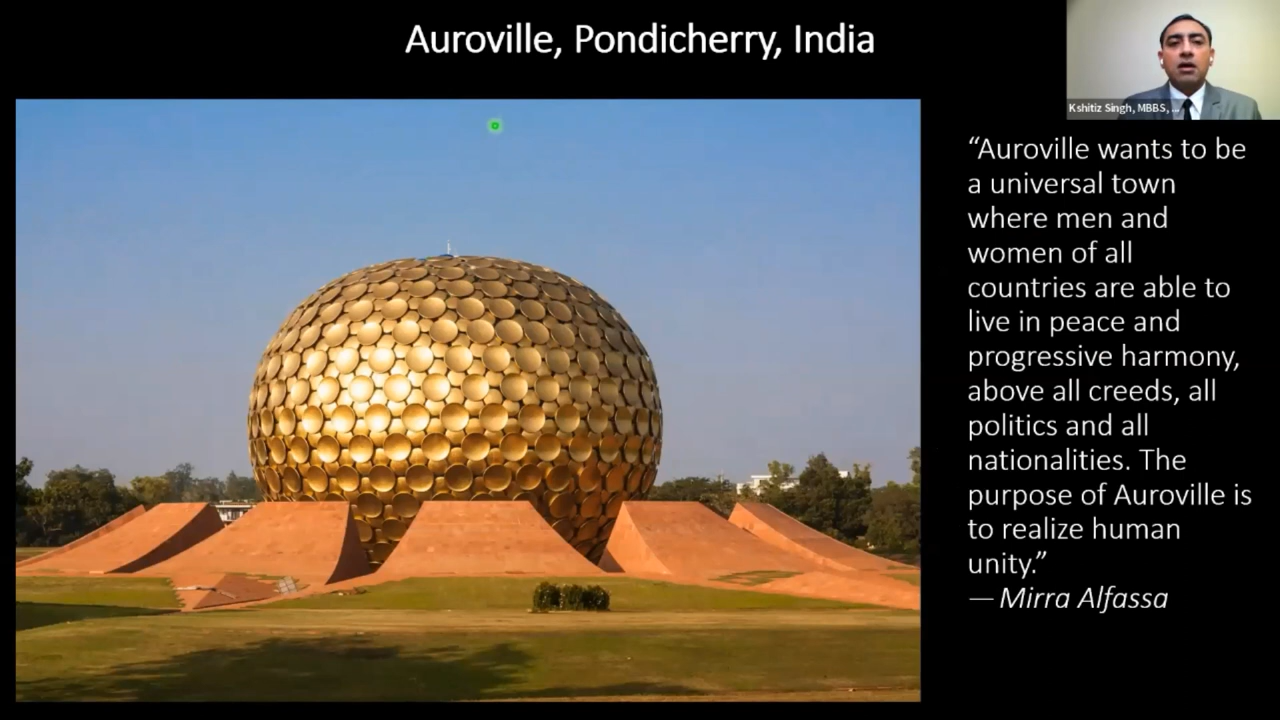 Auroville, Pondicherry, India
Kshitiz Singh, MBBS, ...
“Auroville wants to be
a universal town
where men and
women of all
countries are able to
live in peace and
progressive harmony,
above all creeds, all
politics and all
nationalities. The
purpose of Auroville is
to realize human
unity.”
— Mirra Alfassa